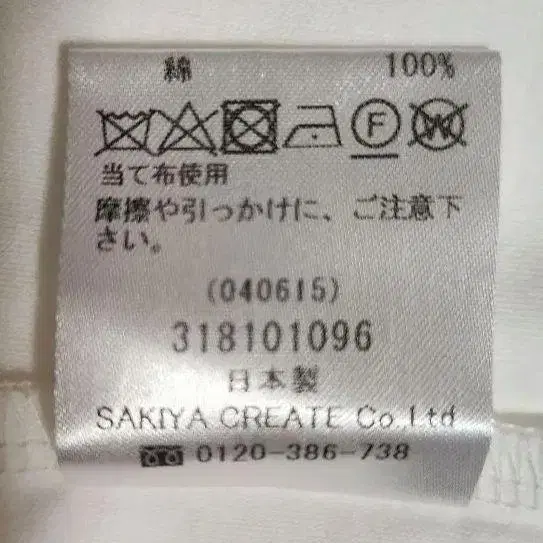 綿 100%
F W
当て布使用
摩擦や引っかけに、ご注意下
さい。
(040615)
318101096
日本製
SAKIYA CREATE Co.Ltd
0120-386-738